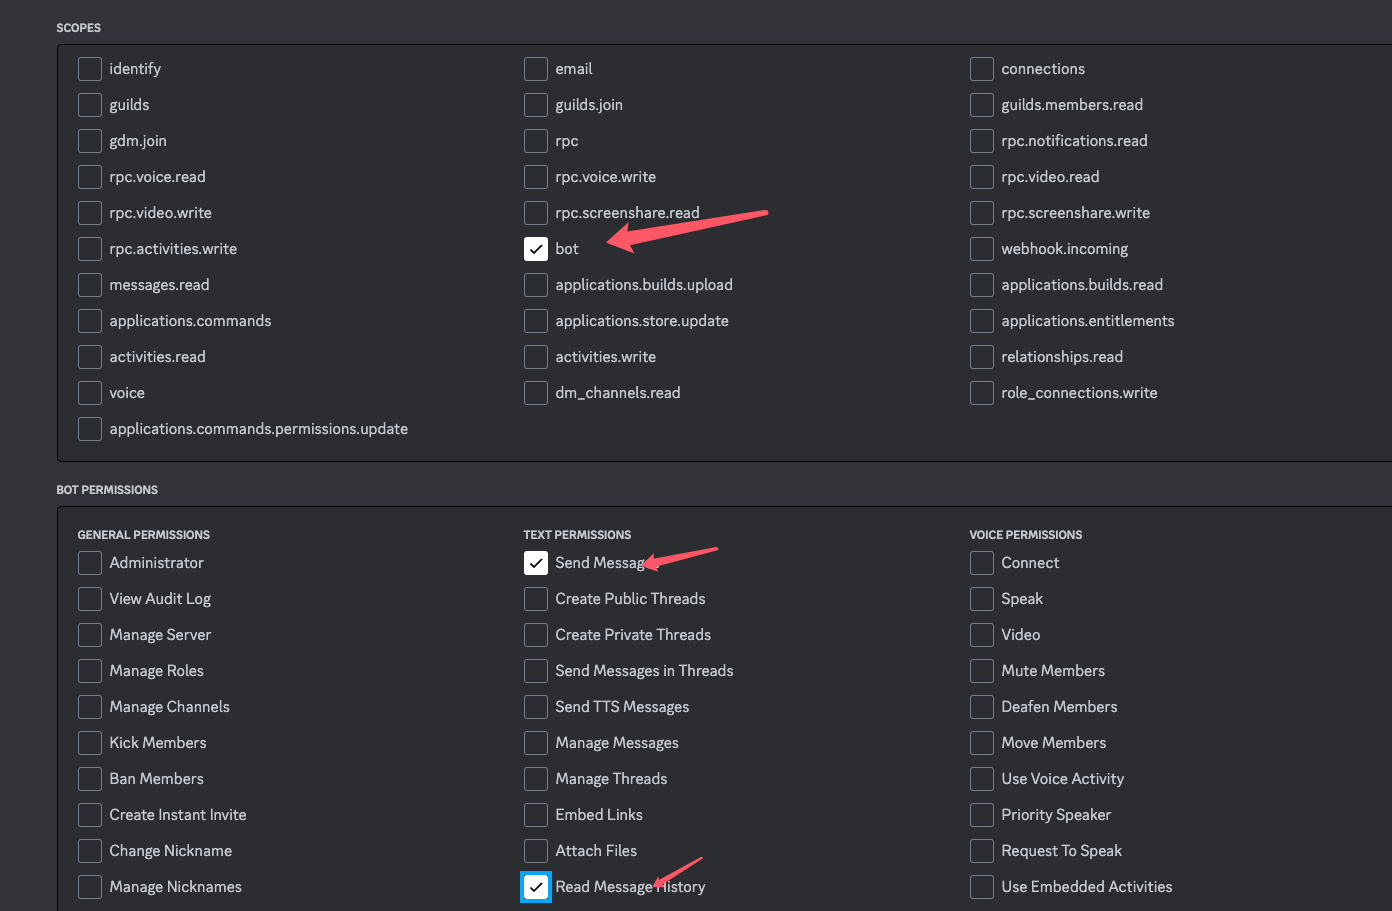 SCOPES
identify email connections
guilds guilds.join guilds.members.read
gdm.join rpc rpc.notifications.read
rpc.voice.read rpc.voice.write rpc.video.read
rpc.video.write rpc.screenshare.read rpc.screenshare.write
rpc.activities.write bot webhook.incoming
messages.read applications.builds.upload applications.builds.read
applications.commands applications.store.update applications.entitlements
activities.read activities.write relationships.read
voice dm_channels.read role_connections.write
applications.commands.permissions.update
BOT PERMISSIONS
GENERAL PERMISSIONS TEXT PERMISSIONS VOICE PERMISSIONS
Administrator Send Messages Connect
View Audit Log Create Public Threads Speak
Manage Server Create Private Threads Video
Manage Roles Send Messages in Threads Mute Members
Manage Channels Send TTS Messages Deafen Members
Kick Members Manage Messages Move Members
Ban Members Manage Threads Use Voice Activity
Create Instant Invite Embed Links Priority Speaker
Change Nickname Attach Files Request To Speak
Manage Nicknames Read Message History Use Embedded Activities